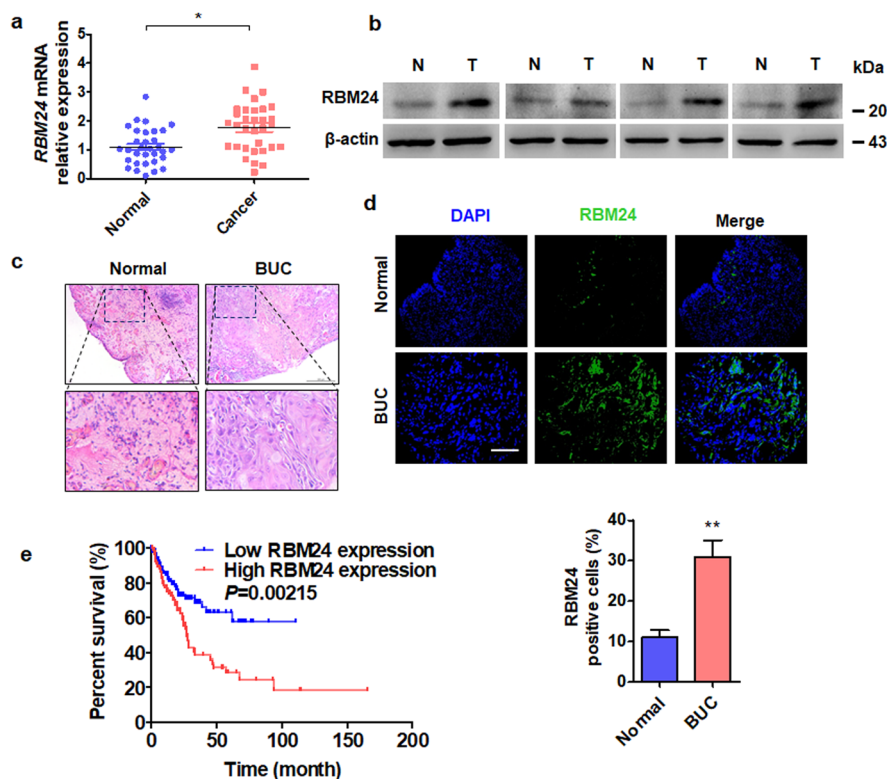 a
*
RBM24 mRNA
relative expression
5
4
3
2
1
0
Normal
Cancer
b
N T N T N T N T kDa
RBM24
20
β-actin
43
c
Normal BUC
d
DAPI RBM24 Merge
Normal
BUC
e
Percent survival (%)
100
80
60
40
20
0
0 50 100 150 200
Time (month)
Low RBM24 expression
High RBM24 expression
P=0.00215
RBM24
positive cells (%)
40
30
20
10
0
**
Normal
BUC